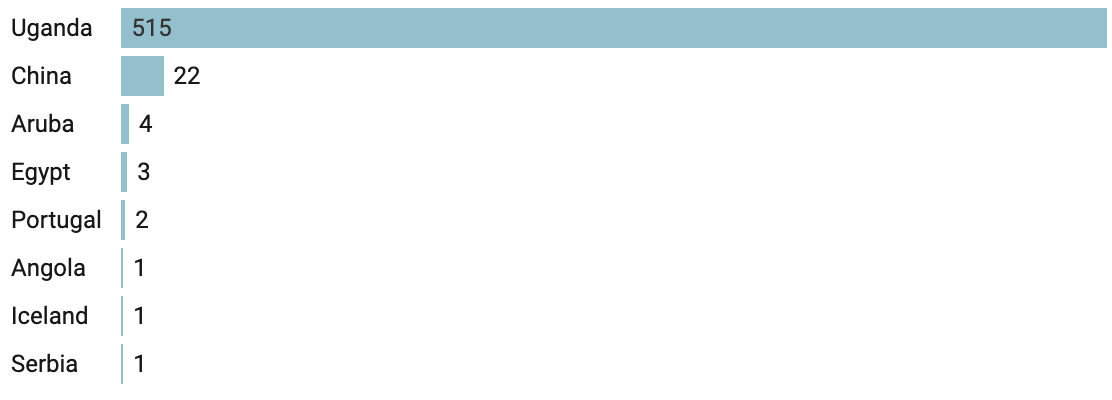 Uganda 515
China 22
Aruba 4
Egypt 3
Portugal 2
Angola 1
Iceland 1
Serbia 1